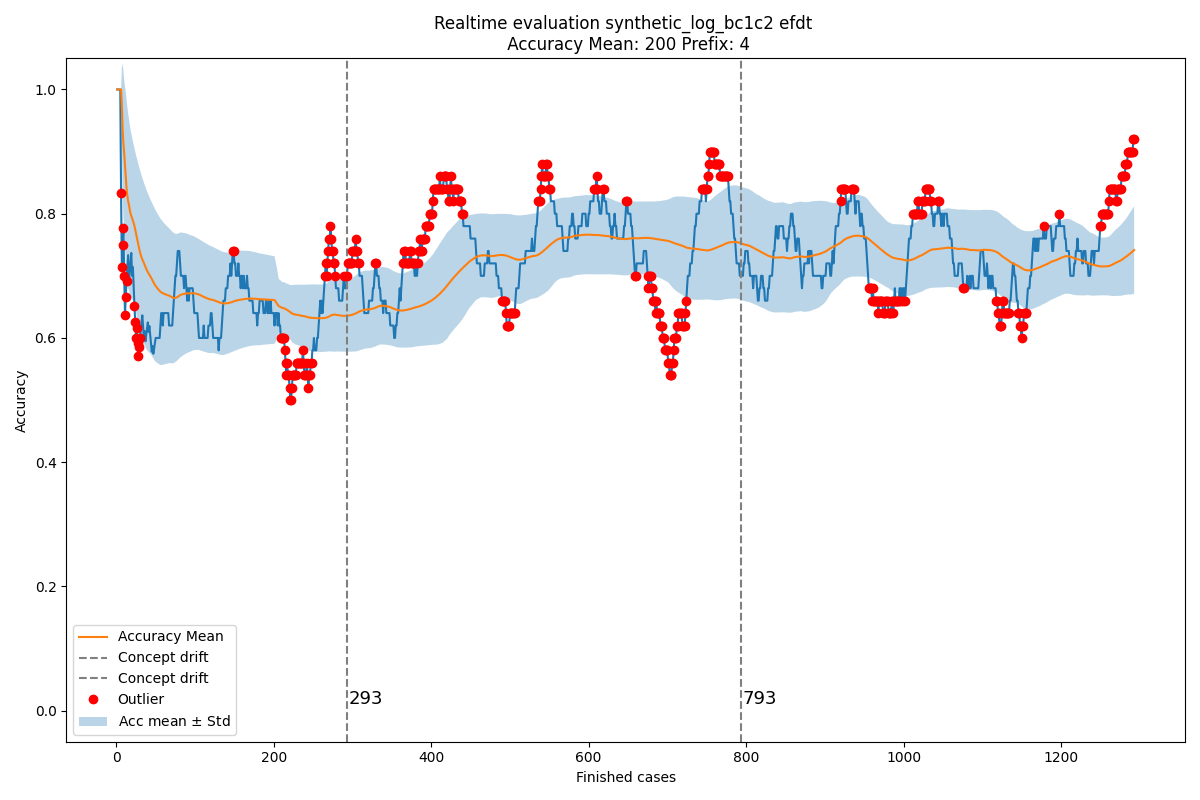 Realtime evaluation synthetic_log_bc1c2 efdt
Accuracy Mean: 200 Prefix: 4
1.0
0.8
0.6
0.4
0.2
0.0
Accuracy
293
793
Accuracy Mean
Concept drift
Concept drift
Outlier
Acc mean ± Std
0 200 400 600 800 1000 1200
Finished cases